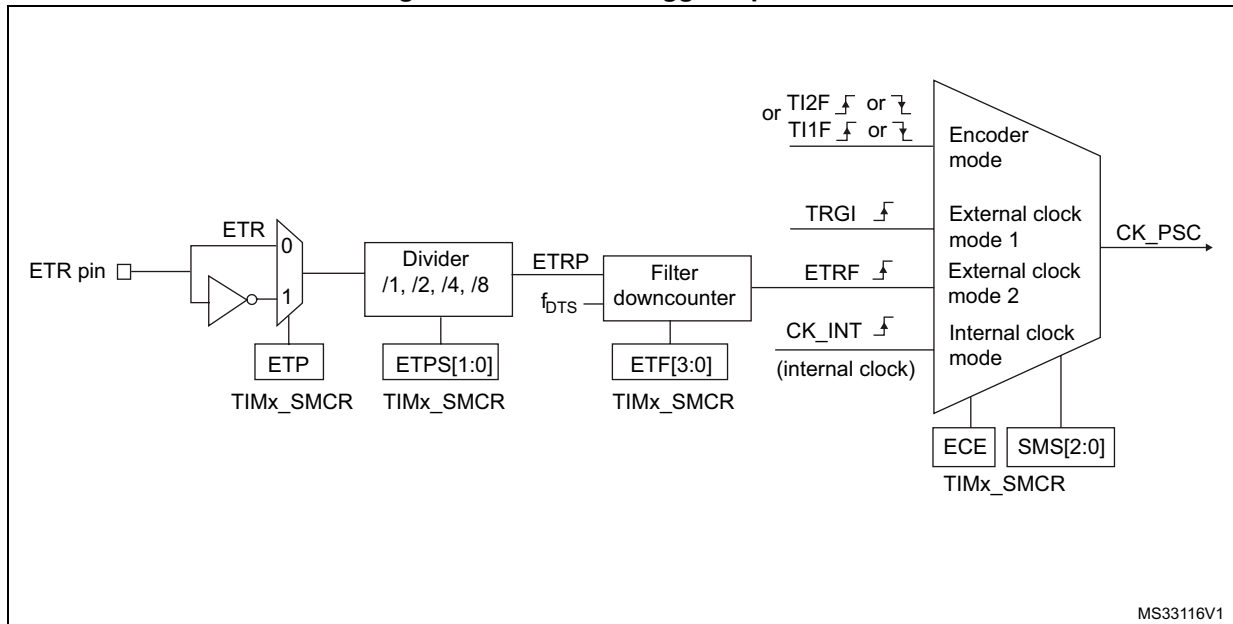 or TI2F or
TI1F or
Encoder
mode
TRGI
External clock
mode 1
CK_PSC
ETR
0
ETR pin
1
Divider
/1, /2, /4, /8
ETRP
fDTS
Filter
downcounter
ETRF
External clock
mode 2
CK_INT
(internal clock)
Internal clock
mode
ETP
TIMx_SMCR
ETPS[1:0]
TIMx_SMCR
ETF[3:0]
TIMx_SMCR
ECE
SMS[2:0]
TIMx_SMCR
MS33116V1